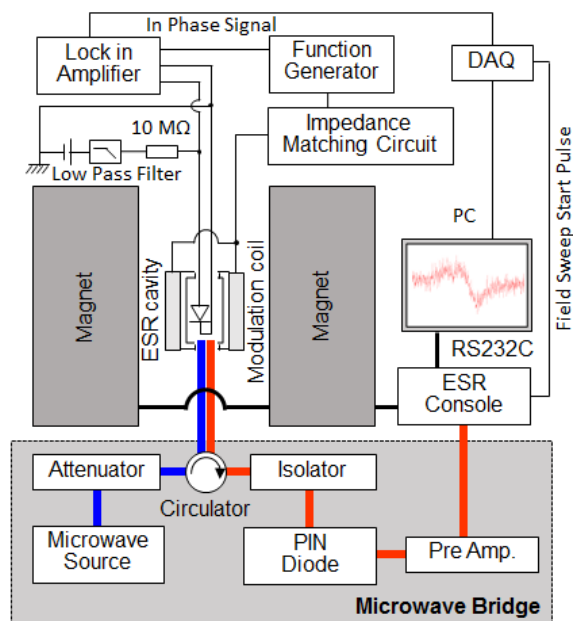 In Phase Signal
Lock in
Amplifier
Function
Generator
DAQ
10 MΩ
Impedance
Matching Circuit
Low Pass Filter
Magnet
ESR cavity
Modulation coil
Magnet
PC
Field Sweep Start Pulse
RS232C
ESR
Console
Attenuator
Circulator
Isolator
Microwave
Source
PIN
Diode
Pre Amp.
Microwave Bridge